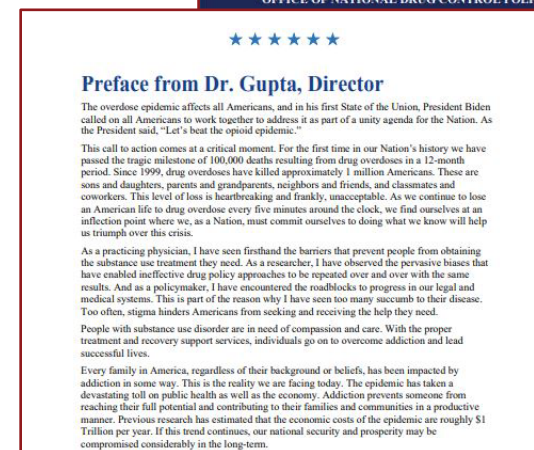 OFFICE OF NATIONAL DRUG CONTROL
Preface from Dr. Gupta, Director
The overdose epidemic affects all Americans, and in his first State of the Union, President Biden
called on all Americans to work together to address it as part of a unity agenda for the Nation. As
the President said, “Let’s beat the opioid epidemic.”
This call to action comes at a critical moment. For the first time in our Nation’s history we have
passed the tragic milestone of 100,000 deaths resulting from drug overdoses in a 12-month
period. Since 1999, drug overdoses have killed approximately 1 million Americans. These are
sons and daughters, parents and grandparents, neighbors and friends, and classmates and
coworkers. This level of loss is heartbreaking and frankly, unacceptable. As we continue to lose
an American life to drug overdose every five minutes around the clock, we find ourselves at an
inflection point where we, as a Nation, must commit ourselves to doing what we know will help
us triumph over this crisis.
As a practicing physician, I have seen firsthand the barriers that prevent people from obtaining
the substance use treatment they need. As a researcher, I have observed the pervasive biases that
have enabled ineffective drug policy approaches to be repeated over and over with the same
results. And as a policymaker, I have encountered the roadblocks to progress in our legal and
medical systems. This is part of the reason why I have seen too many succumb to their disease.
Too often, stigma hinders Americans from seeking and receiving the help they need.
People with substance use disorder are in need of compassion and care. With the proper
treatment and recovery support services, individuals go on to overcome addiction and lead
successful lives.
Every family in America, regardless of their background or beliefs, has been impacted by
addiction in some way. This is the reality we are facing today. The epidemic has taken a
devastating toll on public health as well as the economy. Addiction prevents someone from
reaching their full potential and contributing to their families and communities in a productive
manner. Previous research has estimated that the economic costs of the epidemic are roughly $1
Trillion per year. If this trend continues, our national security and prosperity may be
compromised considerably in the long-term.